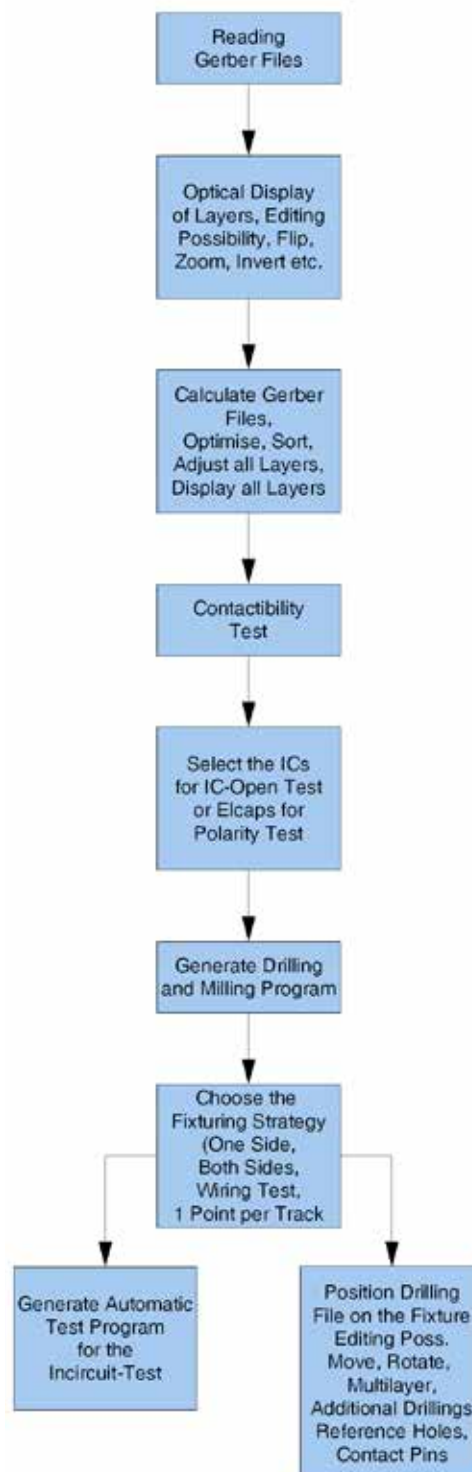 Reading
Gerber Files
Optical Display
of Layers, Editing
Possibility, Flip,
Zoom, Invert etc.
Calculate Gerber
Files,
Optimise, Sort,
Adjust all Layers,
Display all Layers
Contactibility
Test
Select the ICs
for IC-Open Test
or Elcaps for
Polarity Test
Generate Drilling
and Milling Program
Choose the
Fixturing Strategy
(One Side,
Both Sides,
Wiring Test,
1 Point per Track
Generate Automatic
Test Program
for the
Incircuit-Test
Position Drilling
File on the Fixture
Editing Poss.
Move, Rotate,
Multilayer,
Additional Drillings
Reference Holes,
Contact Pins